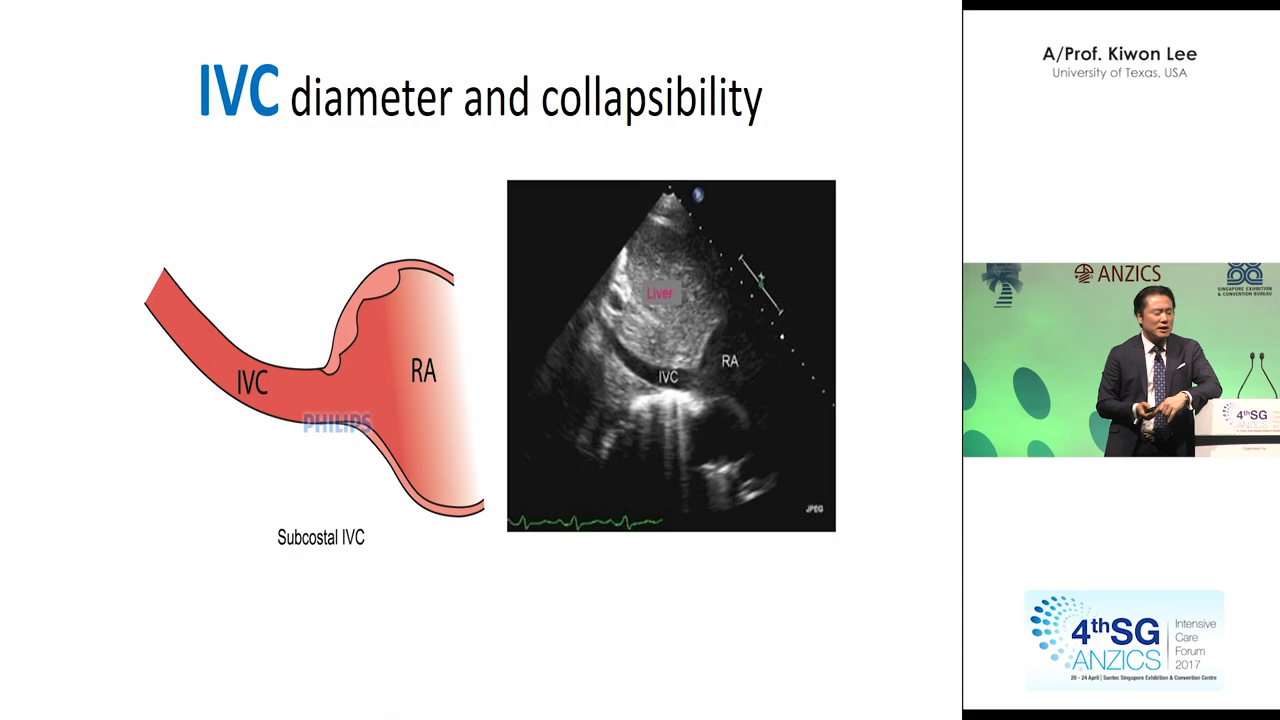 IVC diameter and collapsibility
IVC
RA
PHILIPS
Subcostal IVC
Liver
IVC
RA
JPEG
A/Prof. Kiwon Lee
University of Texas, USA
ANZICS
SINGAPORE EXHIBITION
& CONVENTION BUREAU
4thSG
ANZICS
4thSG
ANZICS
Intensive
Care
Forum
2017
20 - 24 April | Suntec Singapore Exhibition & Convention Centre